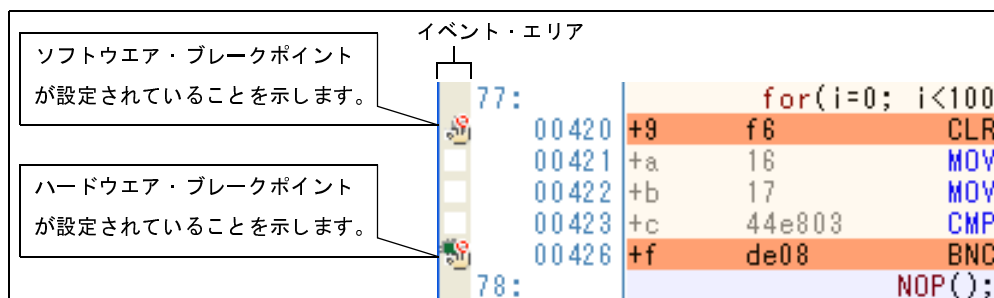 イベント・エリア
ソフトウエア・ブレークポイント
が設定されていることを示します。
ハードウエア・ブレークポイント
が設定されていることを示します。
77: for(i=0; i<100
00420 +9 f6 CLR
00421 +a 16 MOV
00422 +b 17 MOV
00423 +c 44e803 CMP
00426 +f de08 BNC
78: NOP();